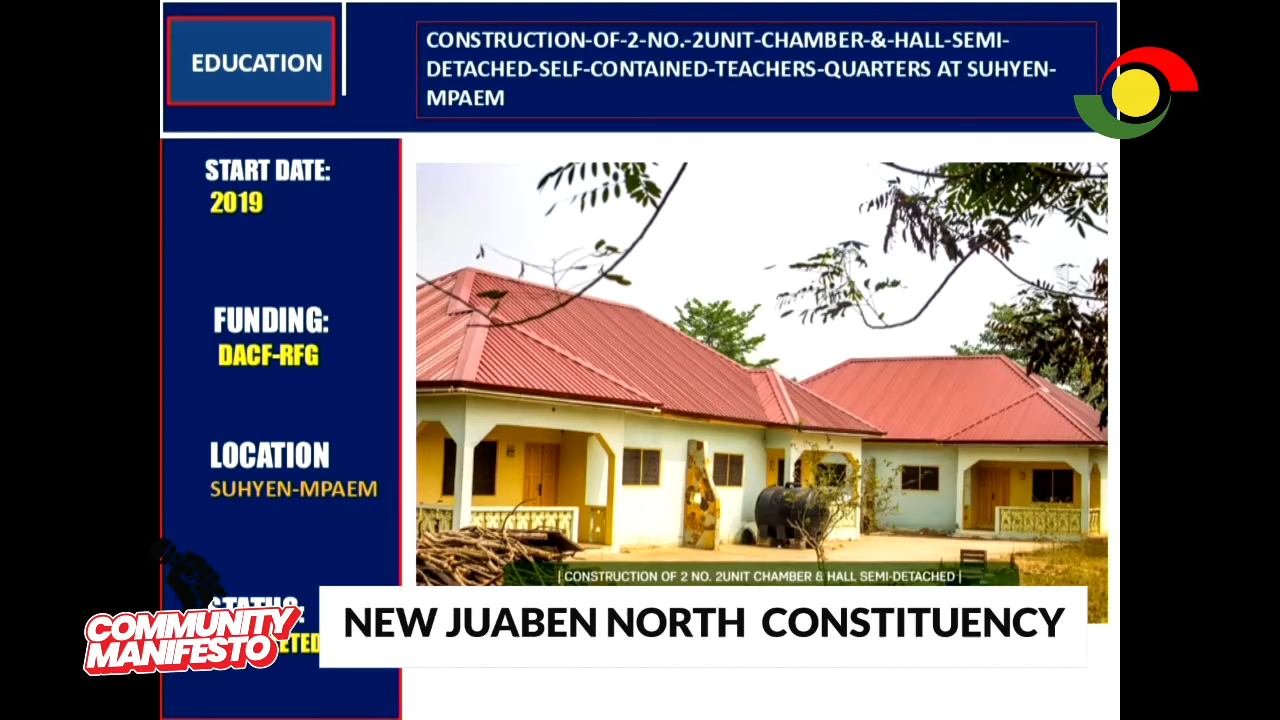 EDUCATION
CONSTRUCTION-OF-2-NO.-2UNIT-CHAMBER-&-HALL-SEMI-
DETACHED-SELF-CONTAINED-TEACHERS-QUARTERS AT SUHYEN-
MPAEM
START DATE:
2019
FUNDING:
DACF-RFG
LOCATION
SUHYEN-MPAEM
| CONSTRUCTION OF 2 NO. 2UNIT CHAMBER & HALL SEMI-DETACHED |
NEW JUABEN NORTH CONSTITUENCY
COMMUNITY
MANIFESTO